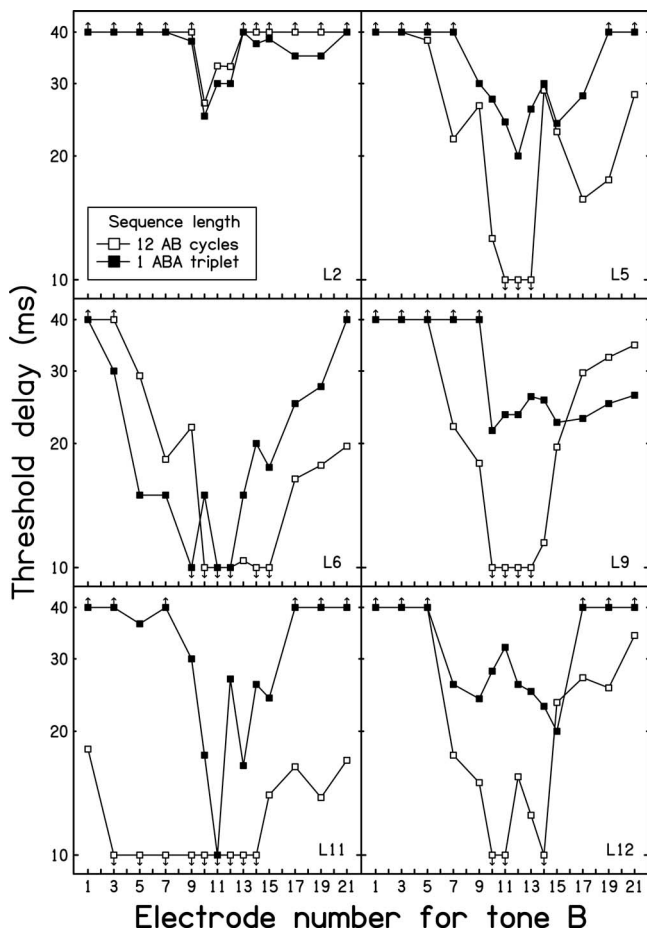 40
30
20
10
Sequence length
12 AB cycles
1 ABA triplet
L2
L5
40
30
20
10
L6
L9
40
30
20
10
L11
L12
1 3 5 7 9 11 13 15 17 19 21 1 3 5 7 9 11 13 15 17 19 21
Threshold delay (ms)
Electrode number for tone B